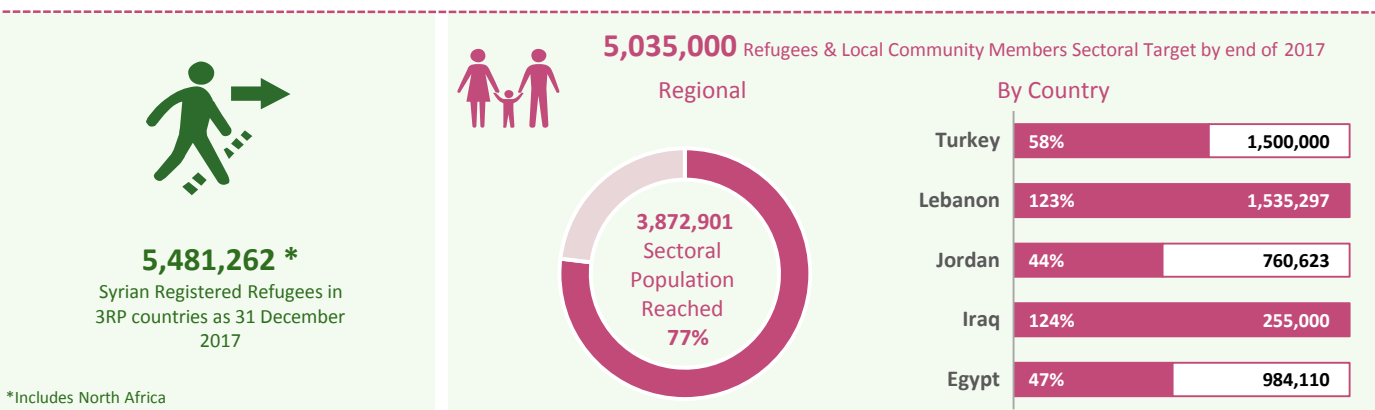 5,481,262 *
Syrian Registered Refugees in
3RP countries as 31 December
2017
*Includes North Africa
5,035,000 Refugees & Local Community Members Sectoral Target by end of 2017
Regional
3,872,901
Sectoral
Population
Reached
77%
By Country
Turkey 58% 1,500,000
Lebanon 123% 1,535,297
Jordan 44% 760,623
Iraq 124% 255,000
Egypt 47% 984,110